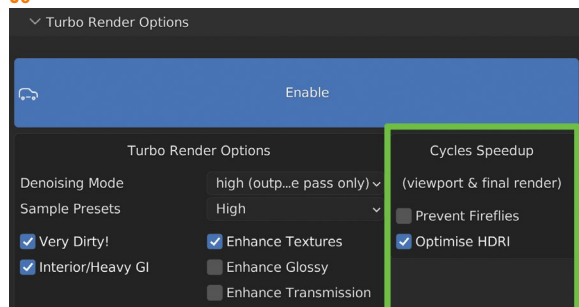 Turbo Render Options
Enable
Turbo Render Options
Cycles Speedup
Denoising Mode
high (outp...e pass only)
(viewport & final render)
Sample Presets
High
Prevent Fireflies
Very Dirty!
Enhance Textures
Optimise HDRI
Interior/Heavy GI
Enhance Glossy
Enhance Transmission